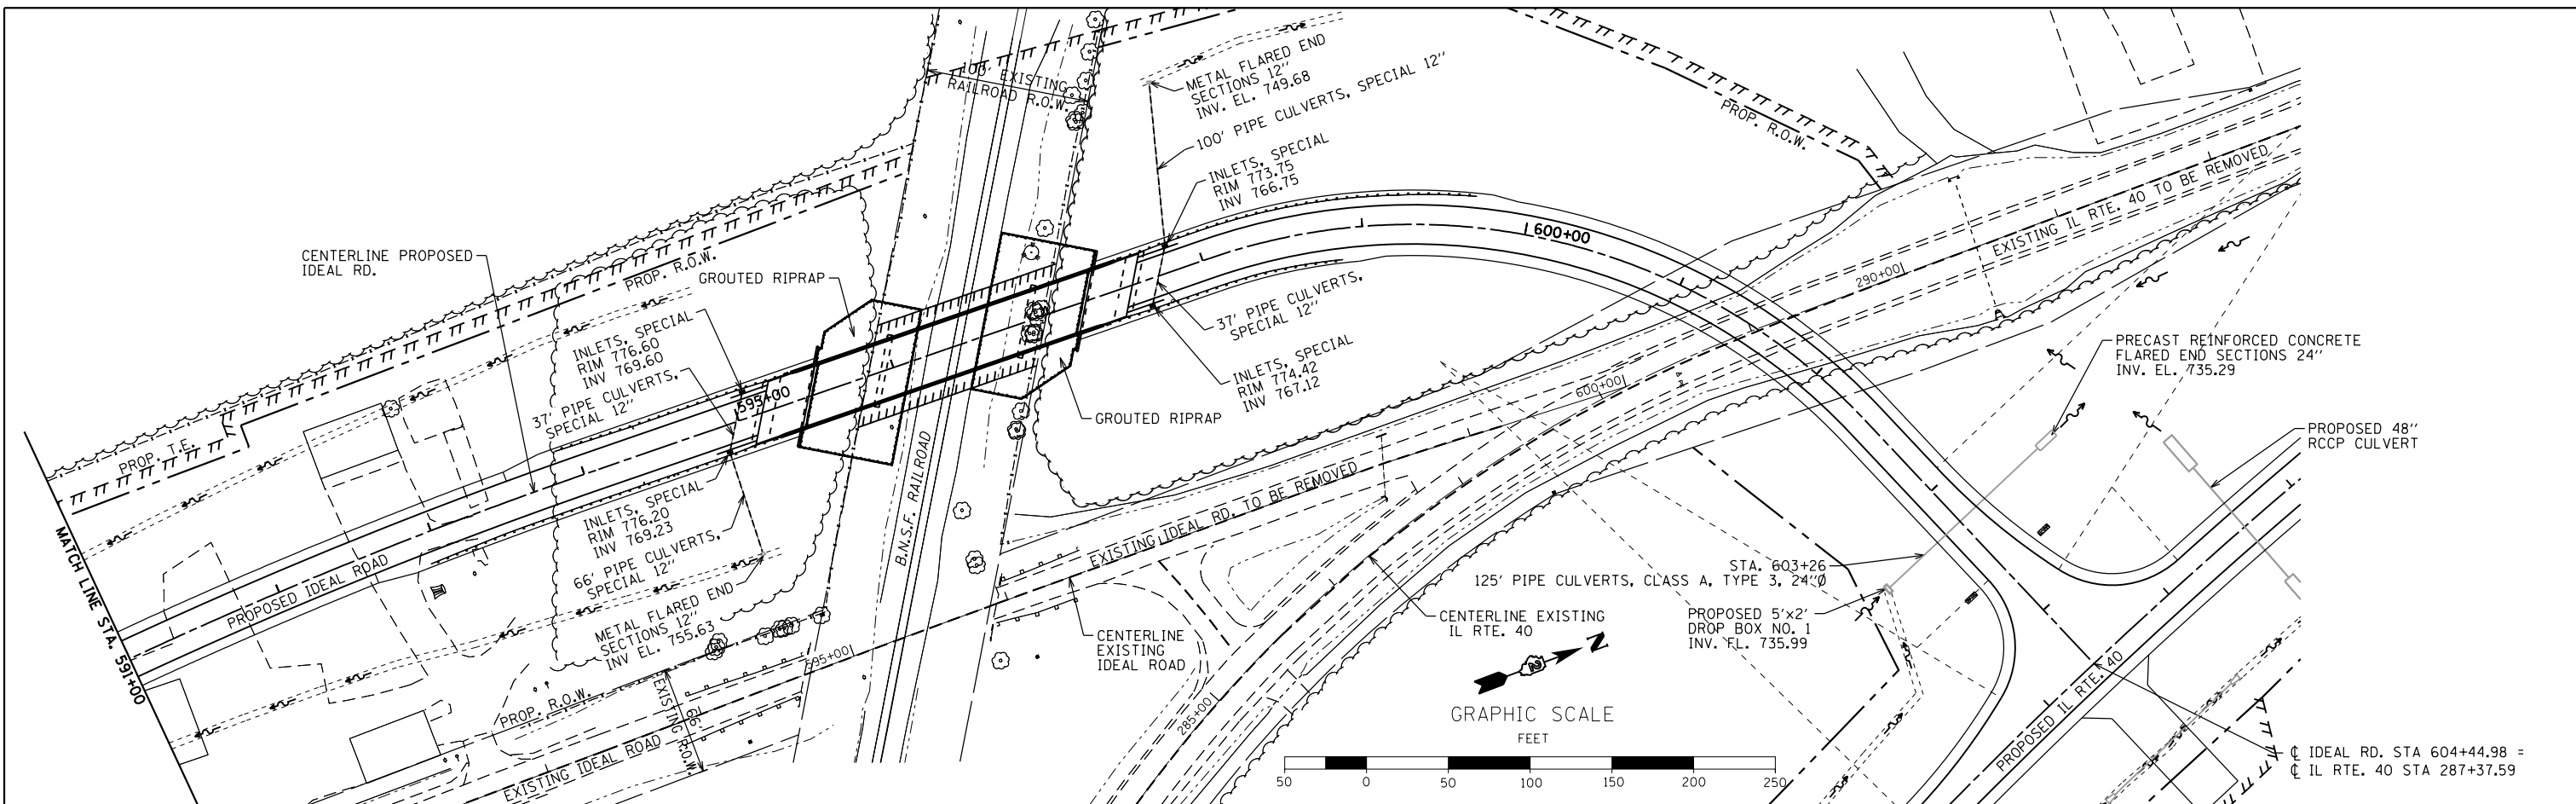 100' EXISTING
RAILROAD R.O.W.
METAL FLARED END
SECTIONS 12"
INV. EL. 749.68
100' PIPE CULVERTS, SPECIAL 12"
INLETS, SPECIAL
RIM 773.75
INV 766.75
PROP. R.O.W.
EXISTING IL RTE. 40 TO BE REMOVED
290+00
600+00
CENTERLINE PROPOSED
IDEAL RD.
PROP. R.O.W.
GROUTED RIPRAP
INLETS, SPECIAL
RIM 776.60
INV 769.60
37' PIPE CULVERTS,
SPECIAL 12"
595+00
37' PIPE CULVERTS,
SPECIAL 12"
INLETS, SPECIAL
RIM 774.42
INV 767.12
GROUTED RIPRAP
600+00
PRECAST REINFORCED CONCRETE
FLARED END SECTIONS 24"
INV. EL. 735.29
PROPOSED 48"
RCCP CULVERT
PROP. T.E.
MATCH LINE STA. 591+00
PROPOSED IDEAL ROAD
INLETS, SPECIAL
RIM 776.20
INV 769.23
66' PIPE CULVERTS,
SPECIAL 12"
METAL FLARED END
SECTIONS 12"
INV EL. 755.63
B.N.S.F. RAILROAD
EXISTING IDEAL RD. TO BE REMOVED
595+00
PROP. R.O.W.
66'
EXISTING R.O.W.
EXISTING IDEAL ROAD
CENTERLINE
EXISTING
IDEAL ROAD
CENTERLINE EXISTING
IL RTE. 40
285+00
STA. 603+26
125' PIPE CULVERTS, CLASS A, TYPE 3, 24"Ø
PROPOSED 5'x2'
DROP BOX NO. 1
INV. EL. 735.99
N
GRAPHIC SCALE
FEET
50 0 50 100 150 200 250
PROPOSED IL RTE. 40
℄ IDEAL RD. STA 604+44.98 =
℄ IL RTE. 40 STA 287+37.59